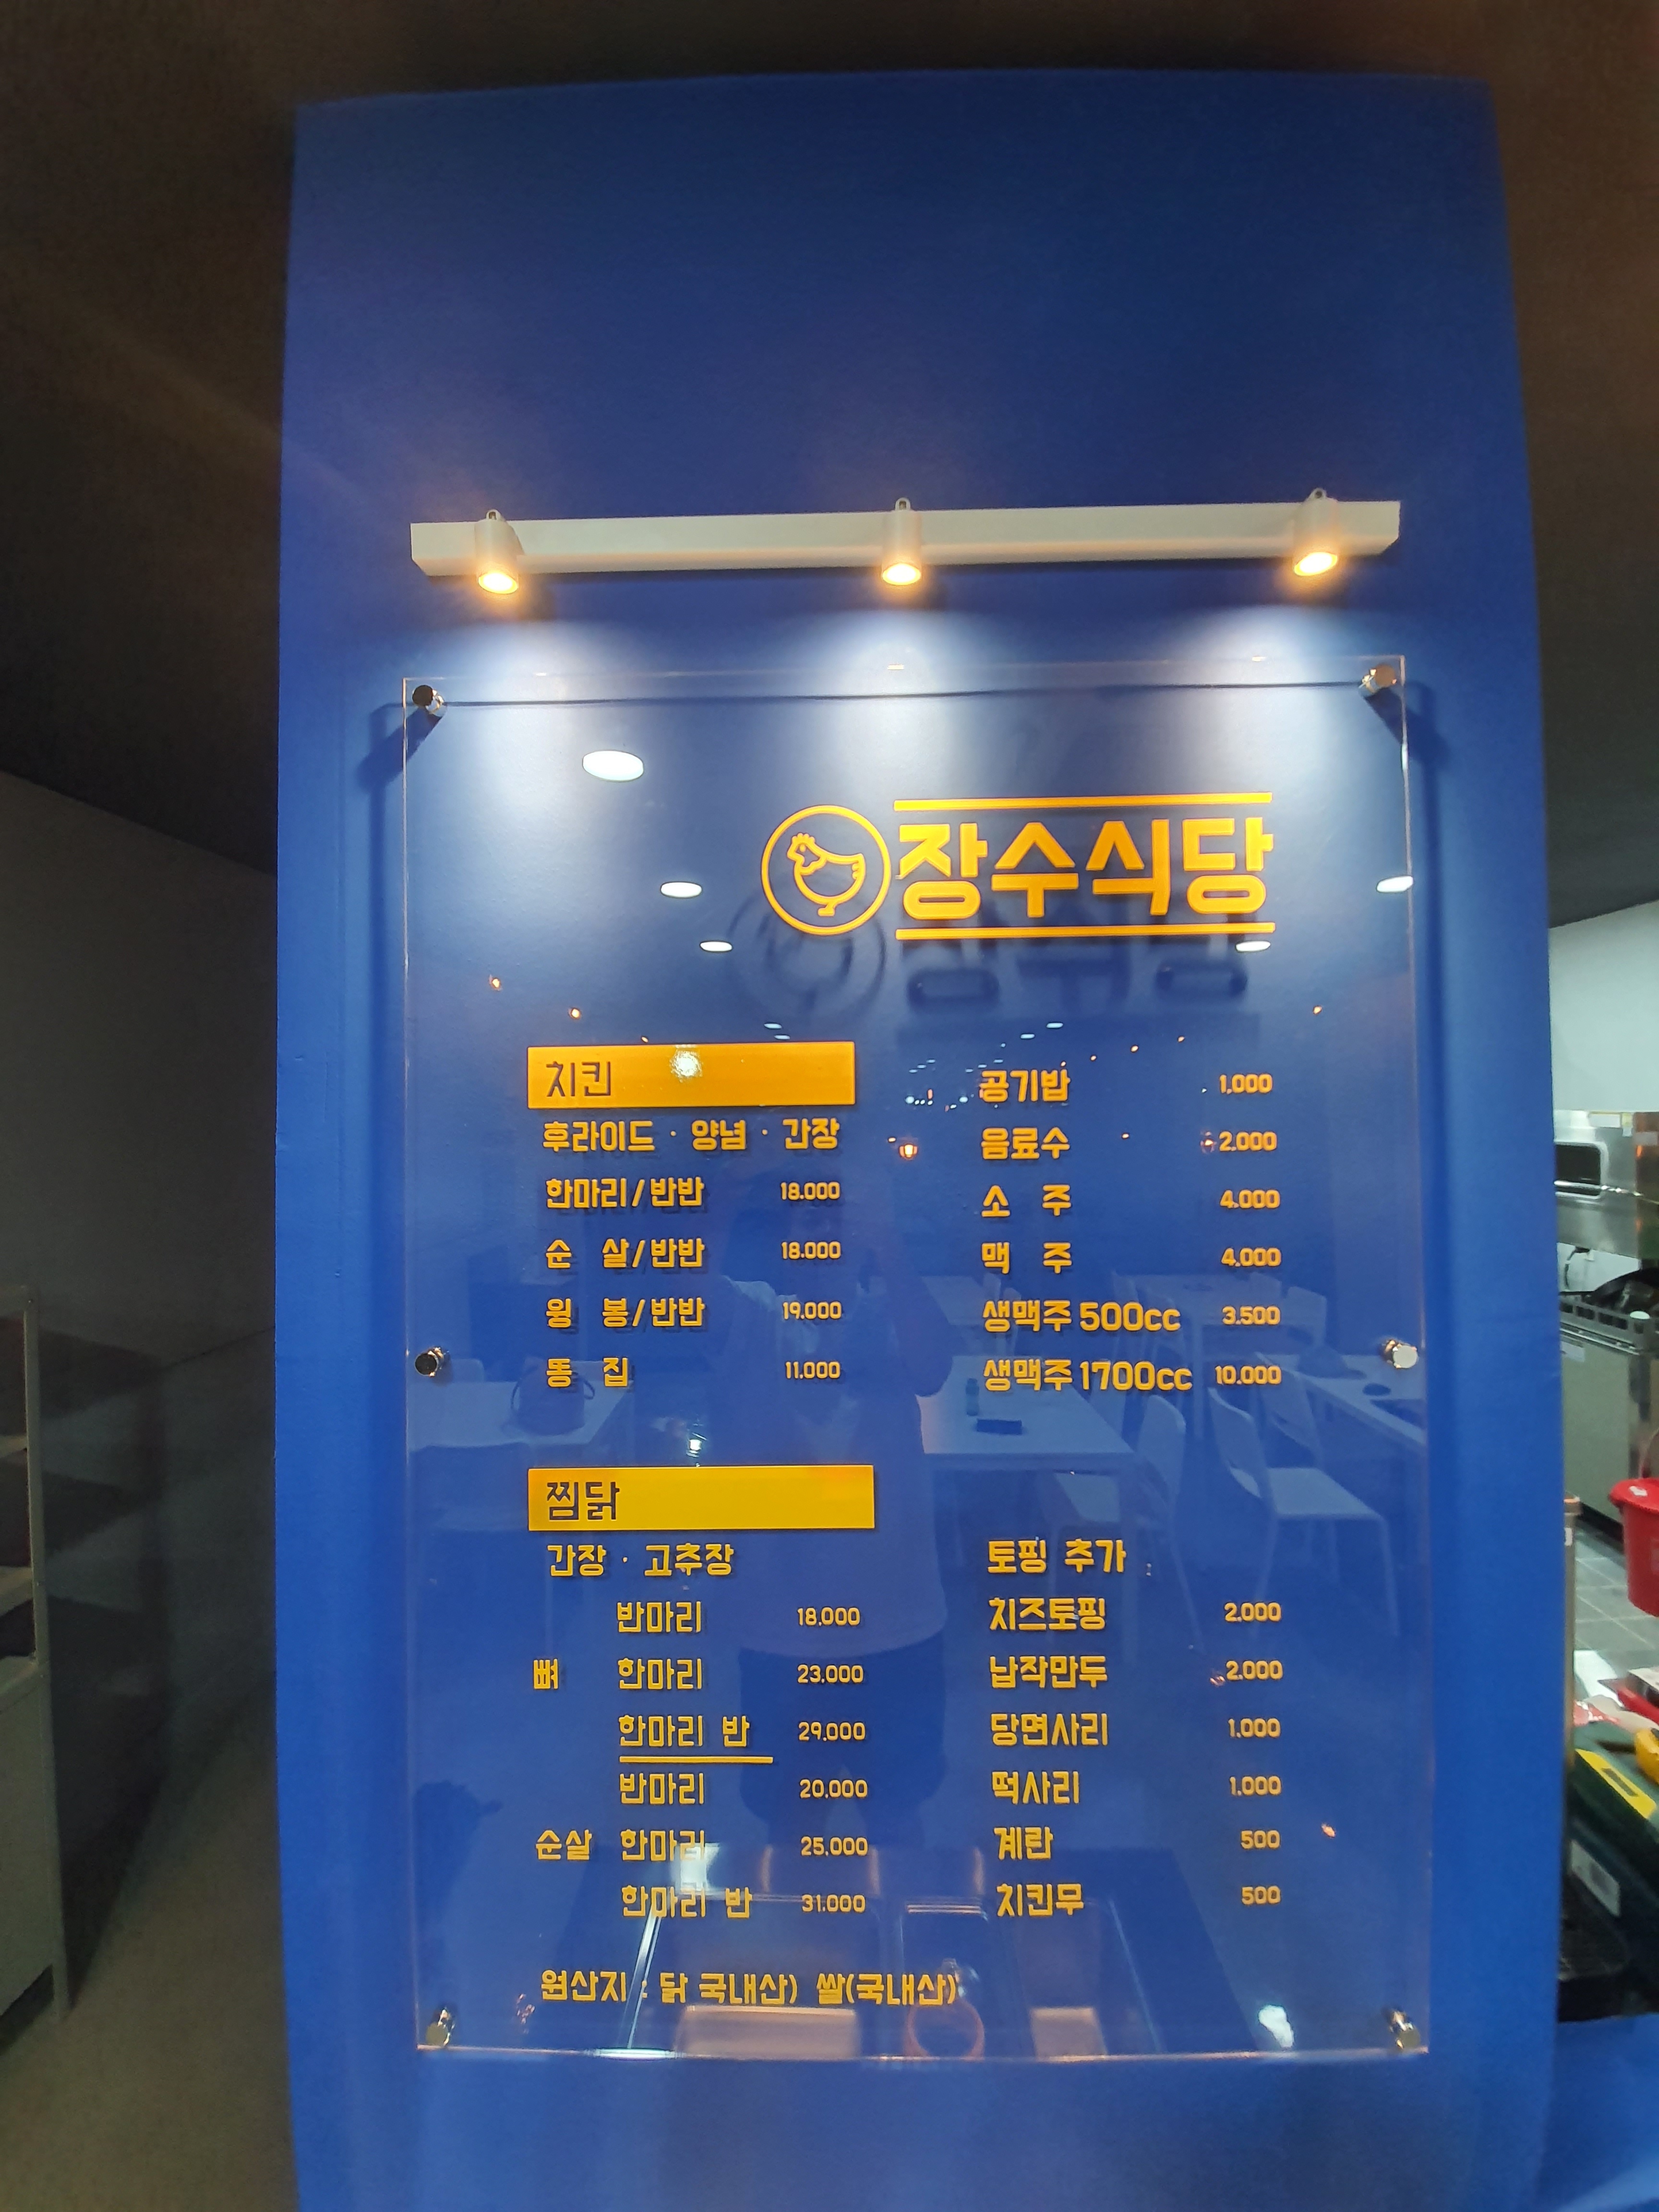 장수식당
치킨
후라이드 · 양념 · 간장
한마리/반반 18.000
순 살/반반 18.000
윙 봉/반반 19.000
똥 집 11.000
공기밥 1.000
음료수 2.000
소 주 4.000
맥 주 4.000
생맥주 500cc 3.500
생맥주 1700cc 10.000
찜닭
간장 · 고추장
반마리 18.000
뼈 한마리 23.000
한마리 반 29.000
반마리 20.000
순살 한마리 25.000
한마리 반 31.000
토핑 추가
치즈토핑 2.000
납작만두 2.000
당면사리 1.000
떡사리 1.000
계란 500
치킨무 500
원산지 : 닭 국내산) 쌀(국내산)